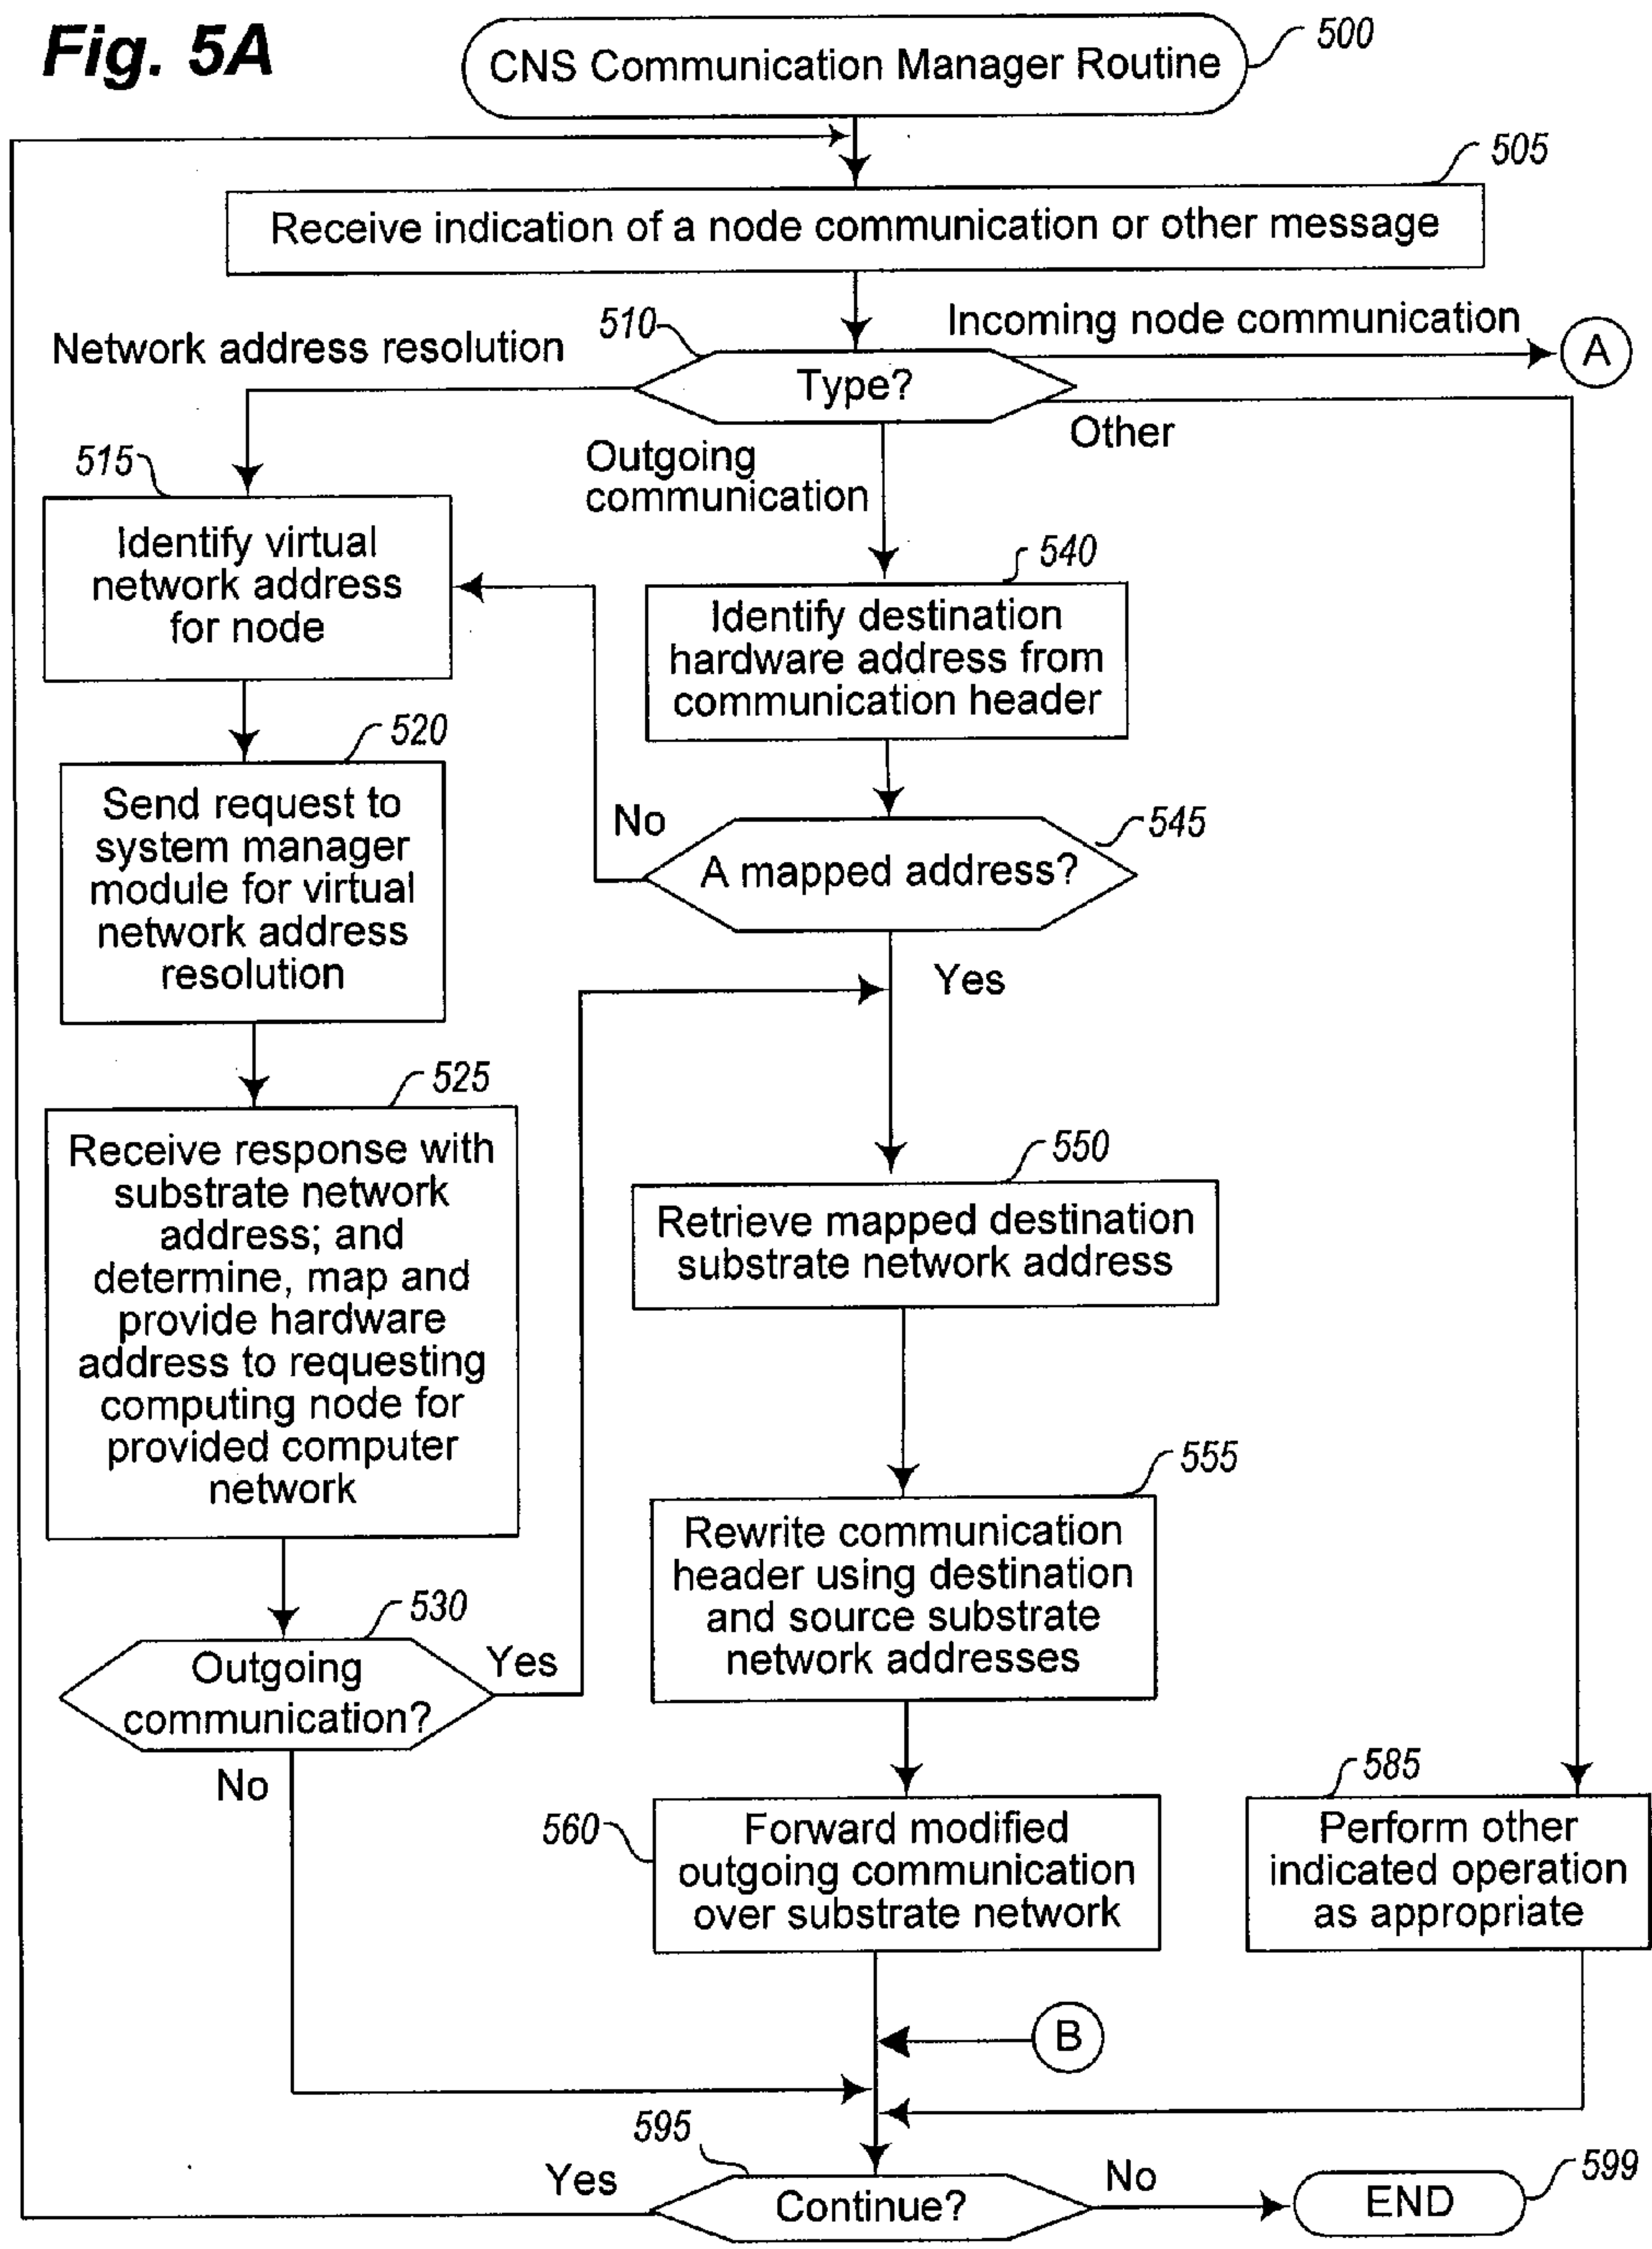 Fig. 5A
CNS Communication Manager Routine
500
505
Receive indication of a node communication or other message
510
Incoming node communication
A
Network address resolution
Type?
Other
Outgoing
communication
515
Identify virtual
network address
for node
540
Identify destination
hardware address from
communication header
520
Send request to
system manager
module for virtual
network address
resolution
No
545
A mapped address?
Yes
525
Receive response with
substrate network
address; and
determine, map and
provide hardware
address to requesting
computing node for
provided computer
network
550
Retrieve mapped destination
substrate network address
555
Rewrite communication
header using destination
and source substrate
network addresses
530
Outgoing
communication?
Yes
No
560
Forward modified
outgoing communication
over substrate network
585
Perform other
indicated operation
as appropriate
B
595
Yes
Continue?
No
END
599